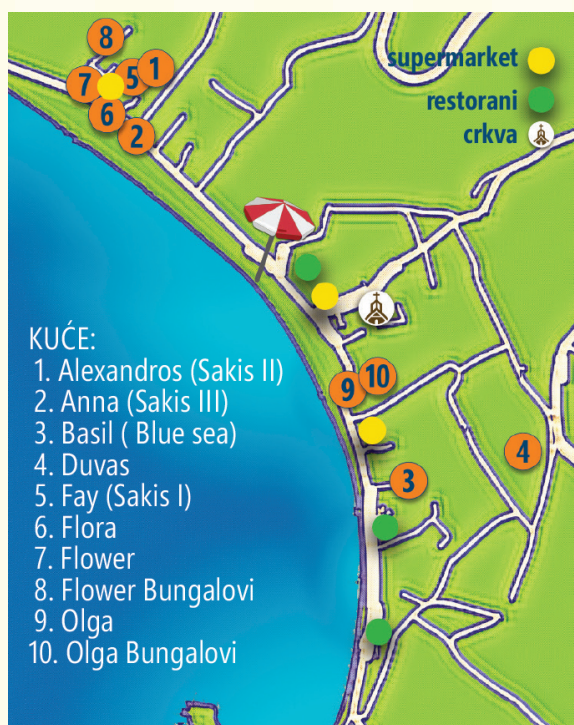 8
1
7
5
6
2
supermarket
restorani
crkva
9
10
4
3
KUĆE:
1. Alexandros (Sakis II)
2. Anna (Sakis III)
3. Basil ( Blue sea)
4. Duvas
5. Fay (Sakis I)
6. Flora
7. Flower
8. Flower Bungalovi
9. Olga
10. Olga Bungalovi